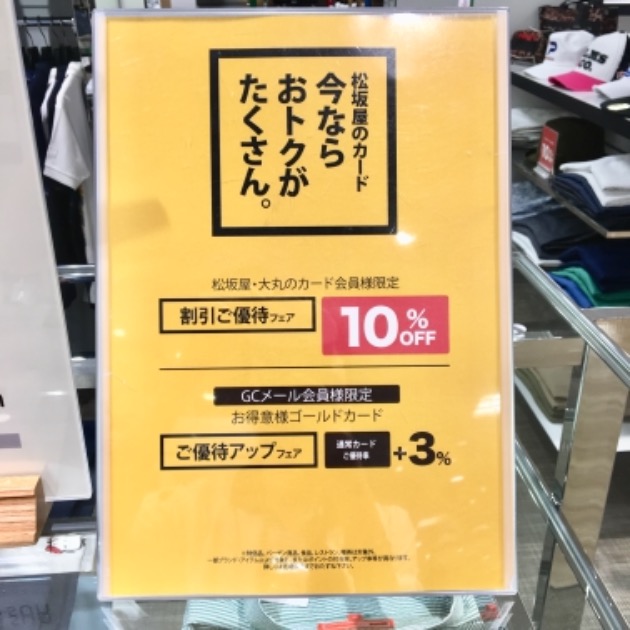 松坂屋のカード
今なら
おトクが
たくさん。
松坂屋・大丸のカード会員様限定
割引ご優待フェア
10%
OFF
GCメール会員様限定
お得意様ゴールドカード
ご優待アップフェア
通常カード
ご優待率
+3%